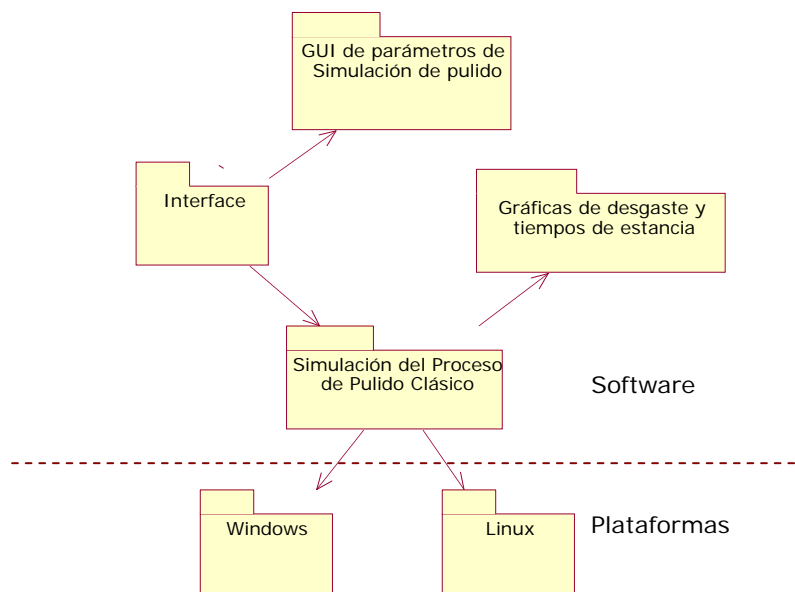 GUI de parámetros de
Simulación de pulido
Interface
Gráficas de desgaste y
tiempos de estancia
Simulación del Proceso
de Pulido Clásico
Software
Windows
Linux
Plataformas